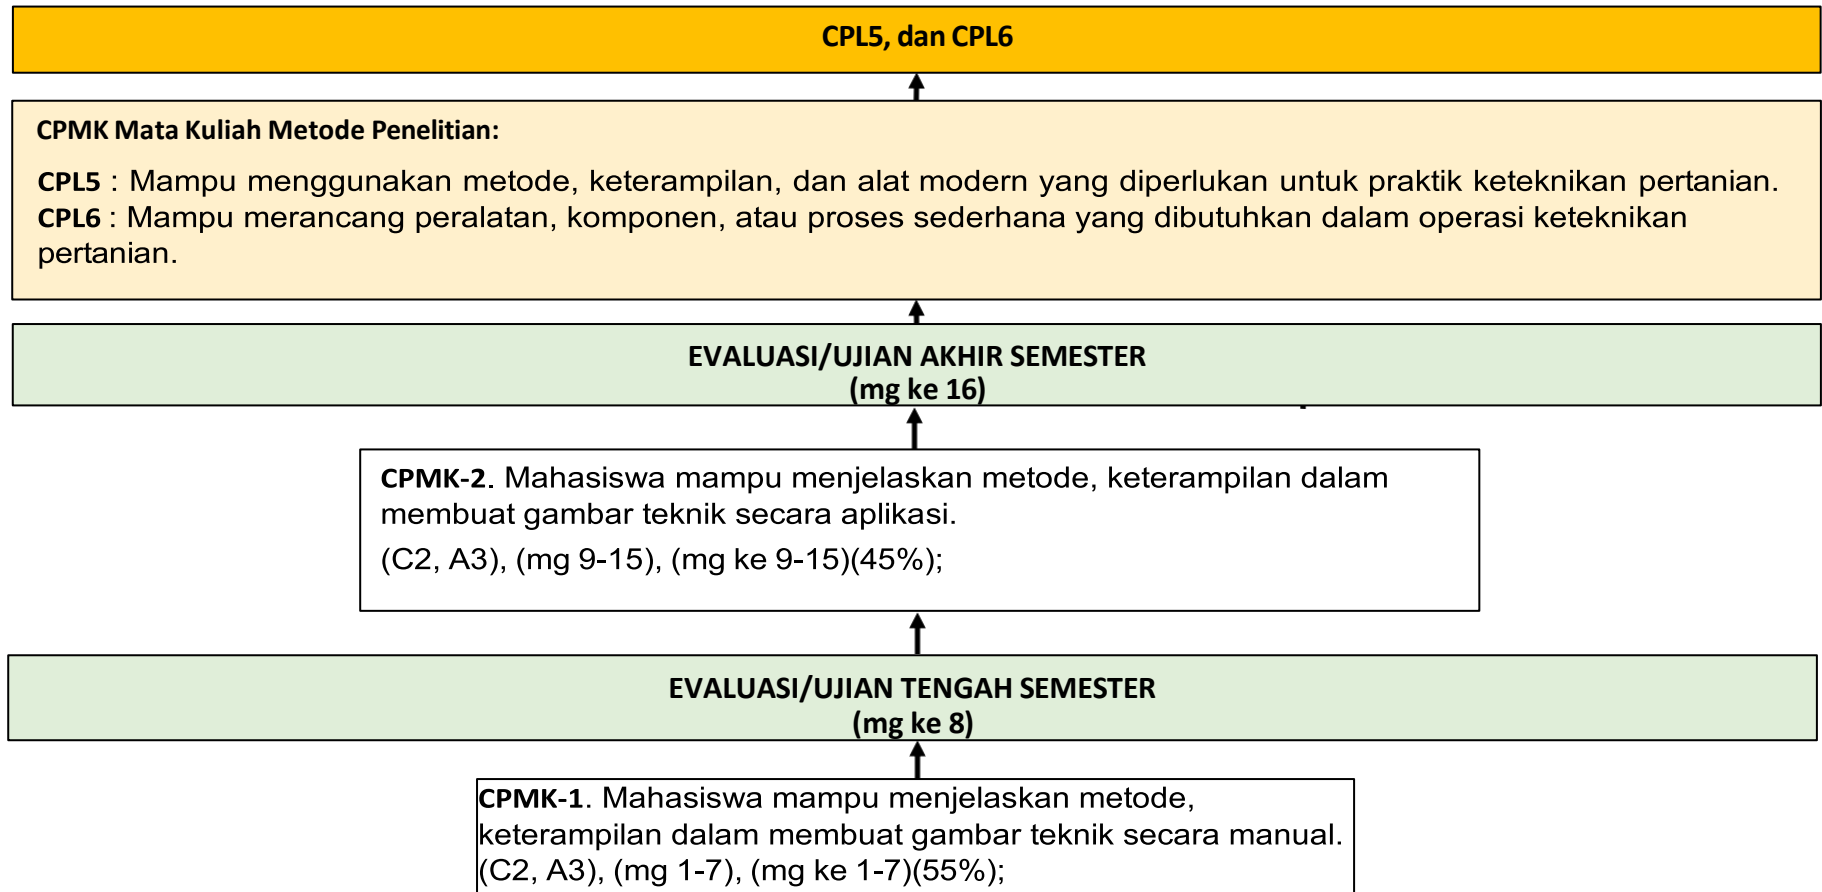 CPL5, dan CPL6
CPMK Mata Kuliah Metode Penelitian:
CPL5 : Mampu menggunakan metode, keterampilan, dan alat modern yang diperlukan untuk praktik keteknikan pertanian.
CPL6 : Mampu merancang peralatan, komponen, atau proses sederhana yang dibutuhkan dalam operasi keteknikan
pertanian.
EVALUASI/UJIAN AKHIR SEMESTER
(mg ke 16)
CPMK-2. Mahasiswa mampu menjelaskan metode, keterampilan dalam
membuat gambar teknik secara aplikasi.
(C2, A3), (mg 9-15), (mg ke 9-15)(45%);
EVALUASI/UJIAN TENGAH SEMESTER
(mg ke 8)
CPMK-1. Mahasiswa mampu menjelaskan metode,
keterampilan dalam membuat gambar teknik secara manual.
(C2, A3), (mg 1-7), (mg ke 1-7)(55%);